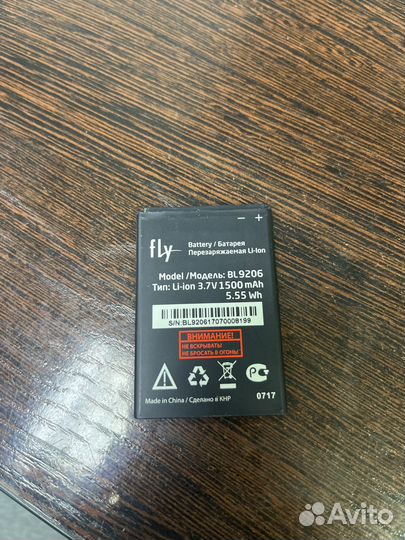 − +
fly
Battery / Батарея
Перезаряжаемая Li-Ion
Model /Модель: BL9206
Тип: Li-ion 3.7V 1500 mAh
5.55 Wh
S/N:BL920617070008199
ВНИМАНИЕ!
НЕ ВСКРЫВАТЬ!
НЕ БРОСАТЬ В ОГОНЬ!
Made in China / Сделано в КНР
0717
Avito